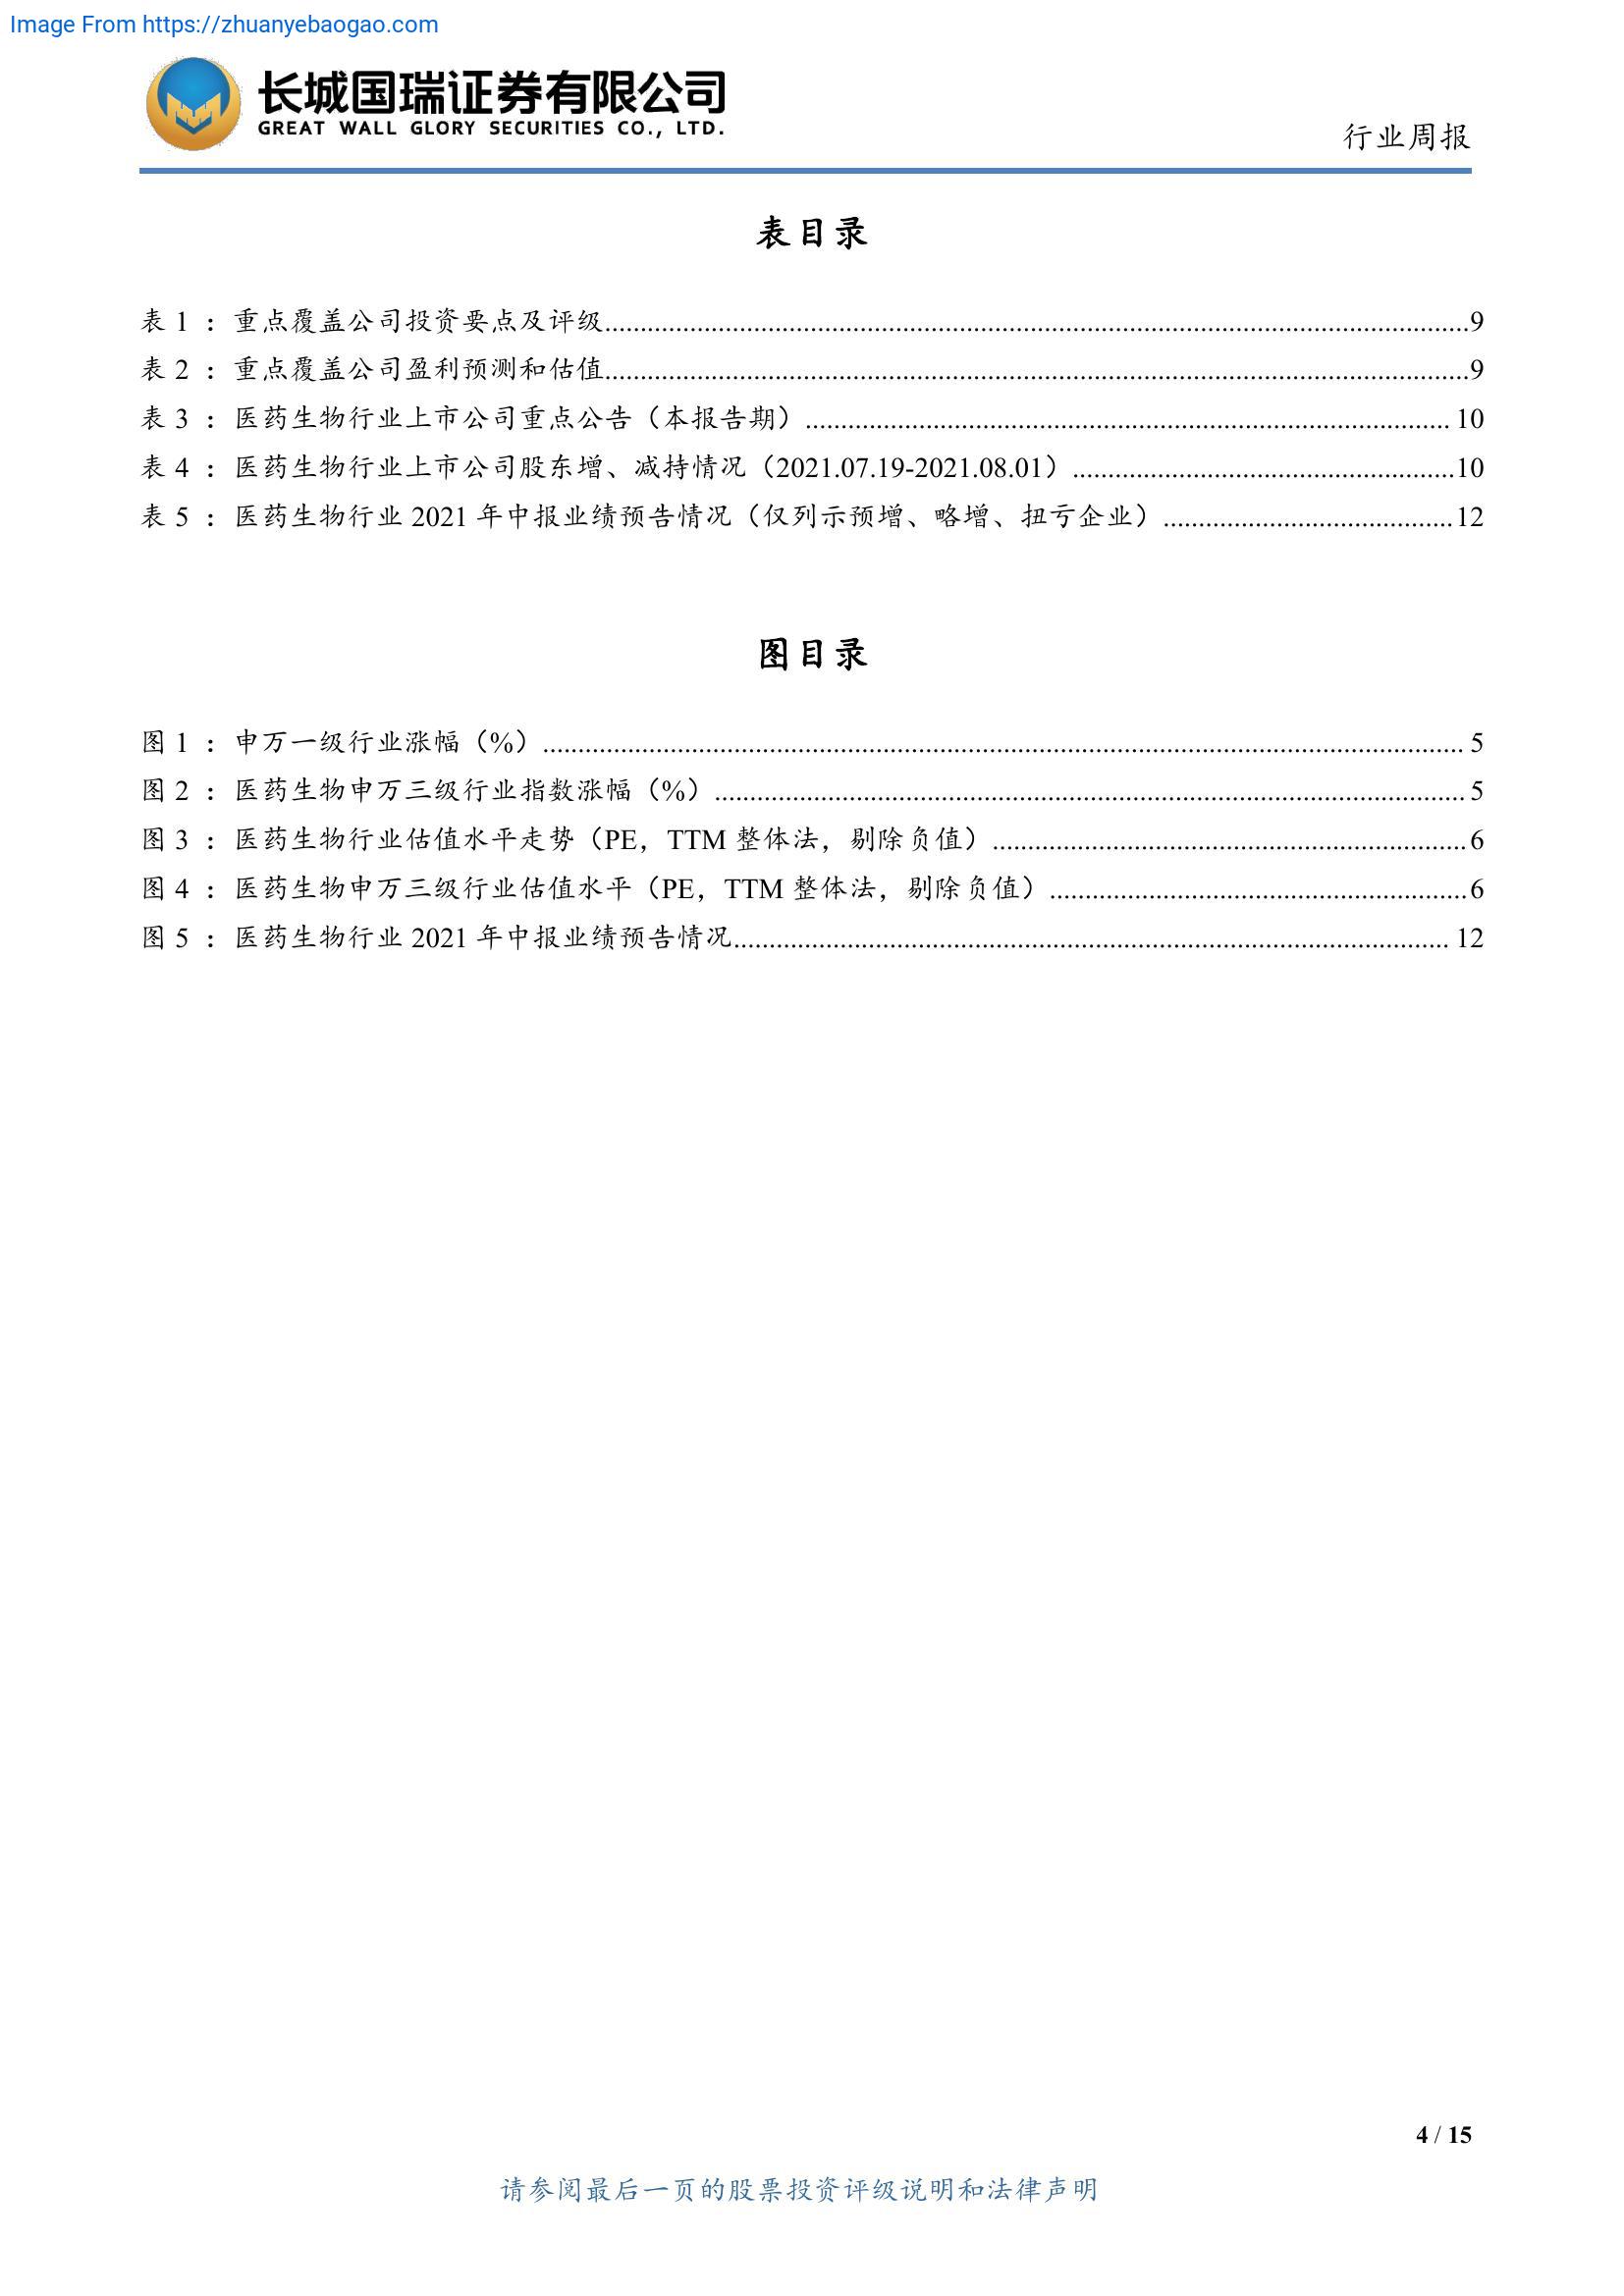 Image From https://zhuanyebaogao.com
长城国瑞证券有限公司
GREAT WALL GLORY SECURITIES CO., LTD.
行业周报
表目录
表 1 ：重点覆盖公司投资要点及评级........................................9
表 2 ：重点覆盖公司盈利预测和估值........................................9
表 3 ：医药生物行业上市公司重点公告（本报告期）........................................10
表 4 ：医药生物行业上市公司股东增、减持情况（2021.07.19-2021.08.01）........................................10
表 5 ：医药生物行业 2021 年中报业绩预告情况（仅列示预增、略增、扭亏企业）........................................12
图目录
图 1 ：申万一级行业涨幅（%）........................................5
图 2 ：医药生物申万三级行业指数涨幅（%）........................................5
图 3 ：医药生物行业估值水平走势（PE，TTM 整体法，剔除负值）........................................6
图 4 ：医药生物申万三级行业估值水平（PE，TTM 整体法，剔除负值）........................................6
图 5 ：医药生物行业 2021 年中报业绩预告情况........................................12
4 / 15
请参阅最后一页的股票投资评级说明和法律声明